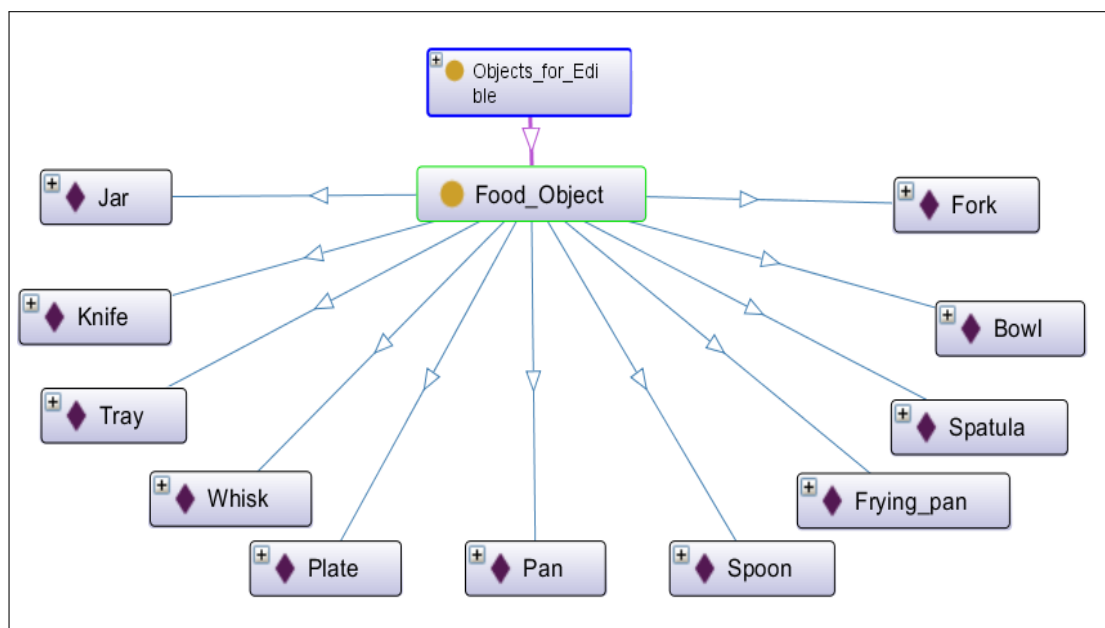 Objects_for_Edi
ble
Food_Object
Jar
Fork
Knife
Bowl
Tray
Spatula
Whisk
Frying_pan
Plate
Pan
Spoon